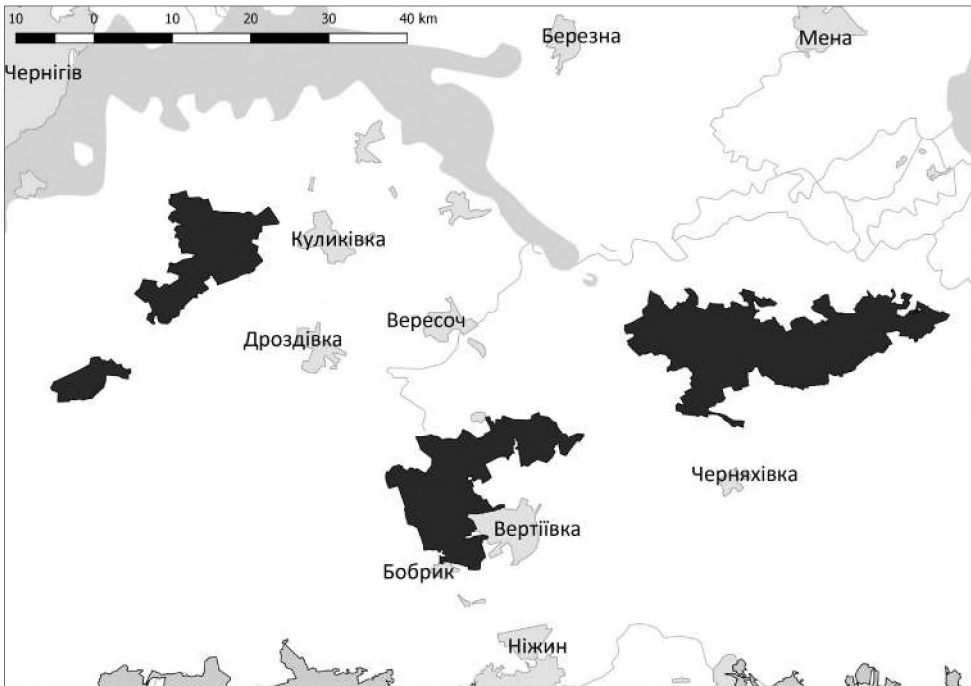 10 0 10 20 30 40 km
Березна
Мена
Чернігів
Куликівка
Вересоч
Дроздівка
Черняхівка
Вертіївка
Бобрик
Ніжин